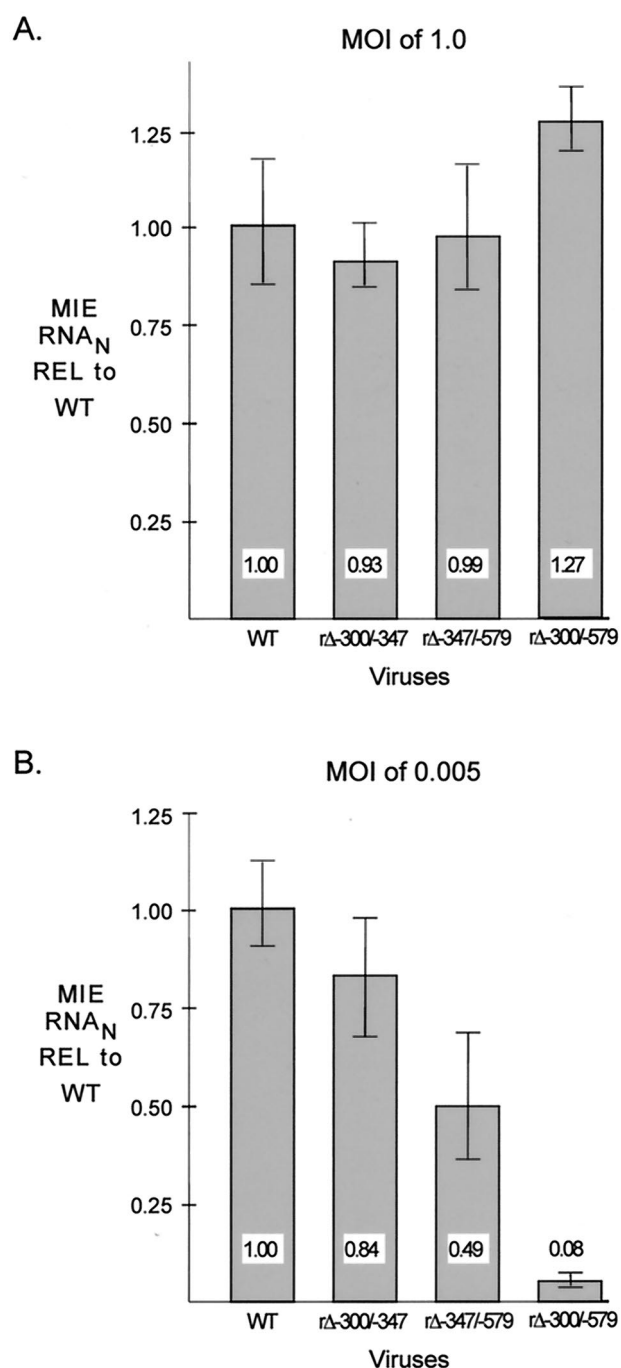 A.
MOI of 1.0
1.25
1.00
0.75
0.50
0.25
MIE
RNAN
REL to
WT
1.00
0.93
0.99
1.27
WT
rΔ-300/-347
rΔ-347/-579
rΔ-300/-579
Viruses
B.
MOI of 0.005
1.25
1.00
0.75
0.50
0.25
MIE
RNAN
REL to
WT
1.00
0.84
0.49
0.08
WT
rΔ-300/-347
rΔ-347/-579
rΔ-300/-579
Viruses